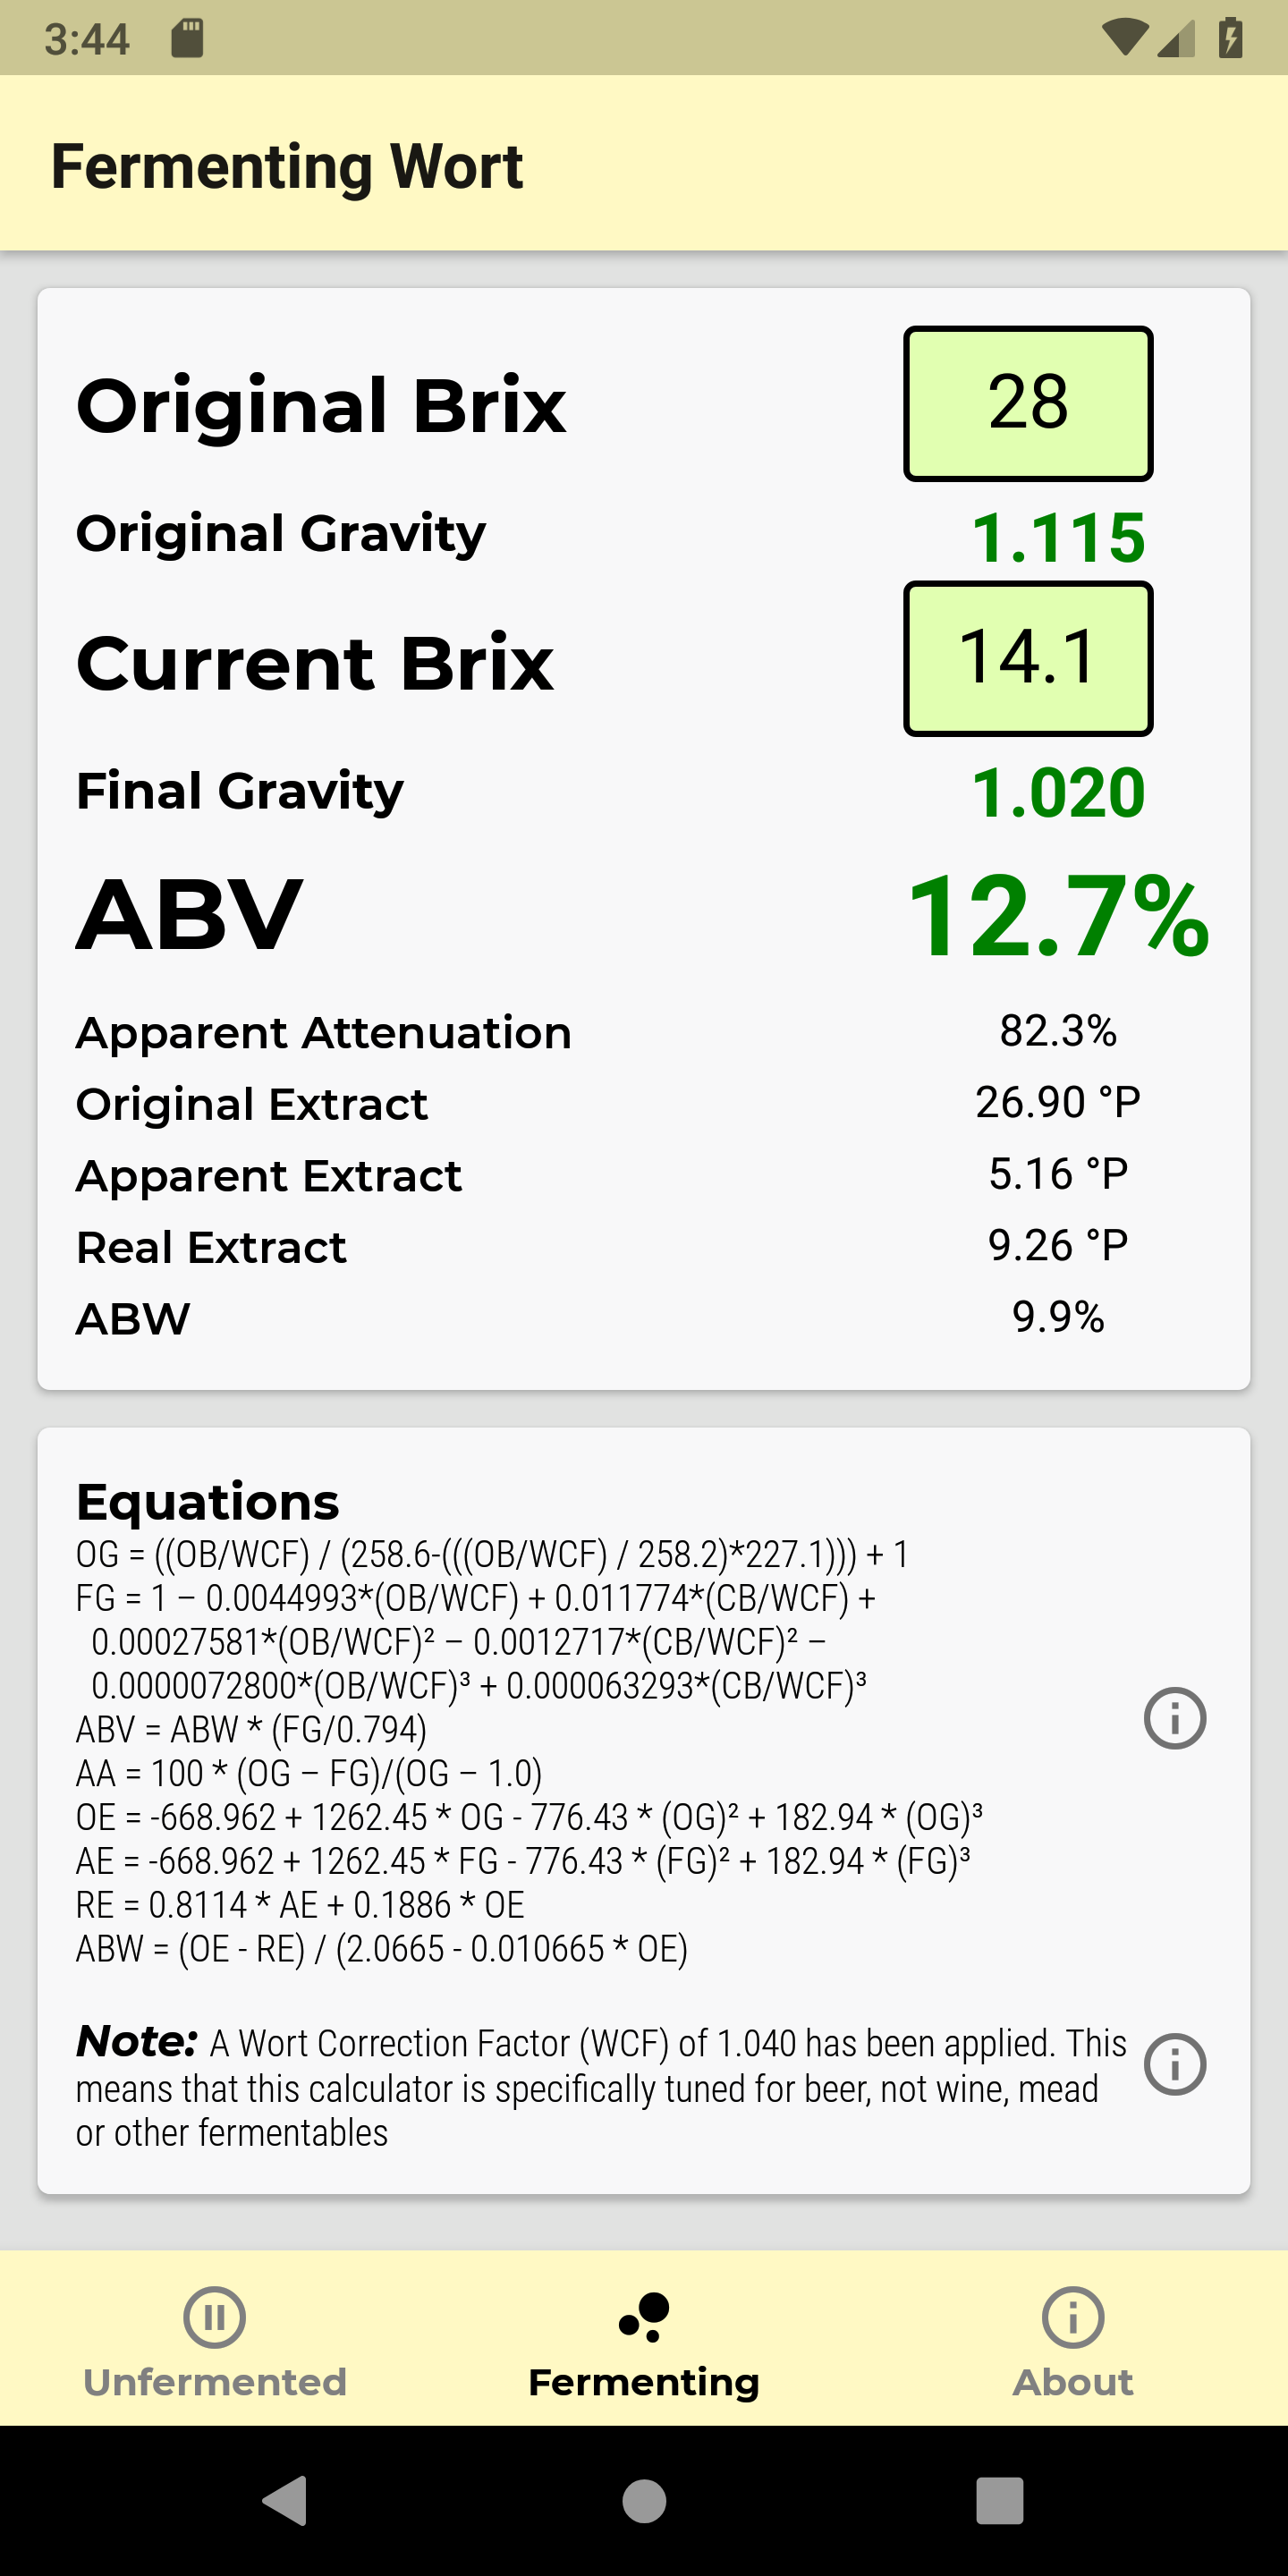 3:44
Fermenting Wort
Original Brix 28
Original Gravity 1.115
Current Brix 14.1
Final Gravity 1.020
ABV 12.7%
Apparent Attenuation 82.3%
Original Extract 26.90 °P
Apparent Extract 5.16 °P
Real Extract 9.26 °P
ABW 9.9%
Equations
OG = ((OB/WCF) / (258.6-(((OB/WCF) / 258.2)*227.1))) + 1
FG = 1 – 0.0044993*(OB/WCF) + 0.011774*(CB/WCF) +
0.00027581*(OB/WCF)² – 0.0012717*(CB/WCF)² –
0.0000072800*(OB/WCF)³ + 0.000063293*(CB/WCF)³
ABV = ABW * (FG/0.794)
AA = 100 * (OG – FG)/(OG – 1.0)
OE = -668.962 + 1262.45 * OG - 776.43 * (OG)² + 182.94 * (OG)³
AE = -668.962 + 1262.45 * FG - 776.43 * (FG)² + 182.94 * (FG)³
RE = 0.8114 * AE + 0.1886 * OE
ABW = (OE - RE) / (2.0665 - 0.010665 * OE)
Note: A Wort Correction Factor (WCF) of 1.040 has been applied. This
means that this calculator is specifically tuned for beer, not wine, mead
or other fermentables
Unfermented Fermenting About